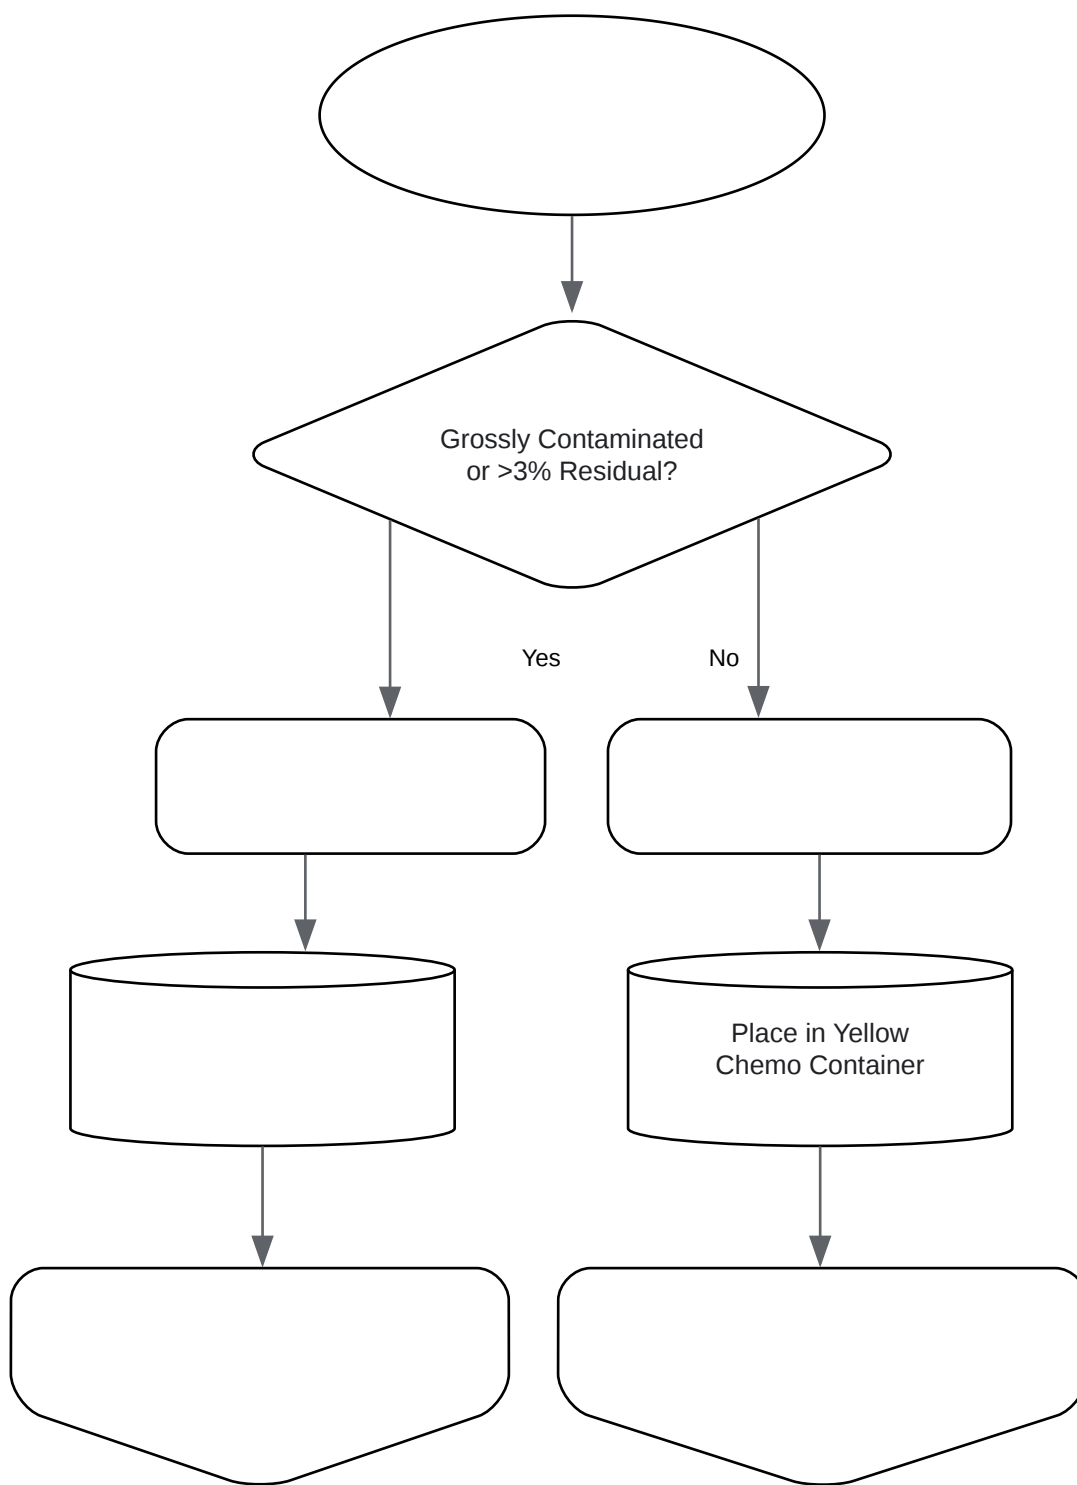 Grossly Contaminated
or >3% Residual?
Yes
No
Place in Yellow
Chemo Container